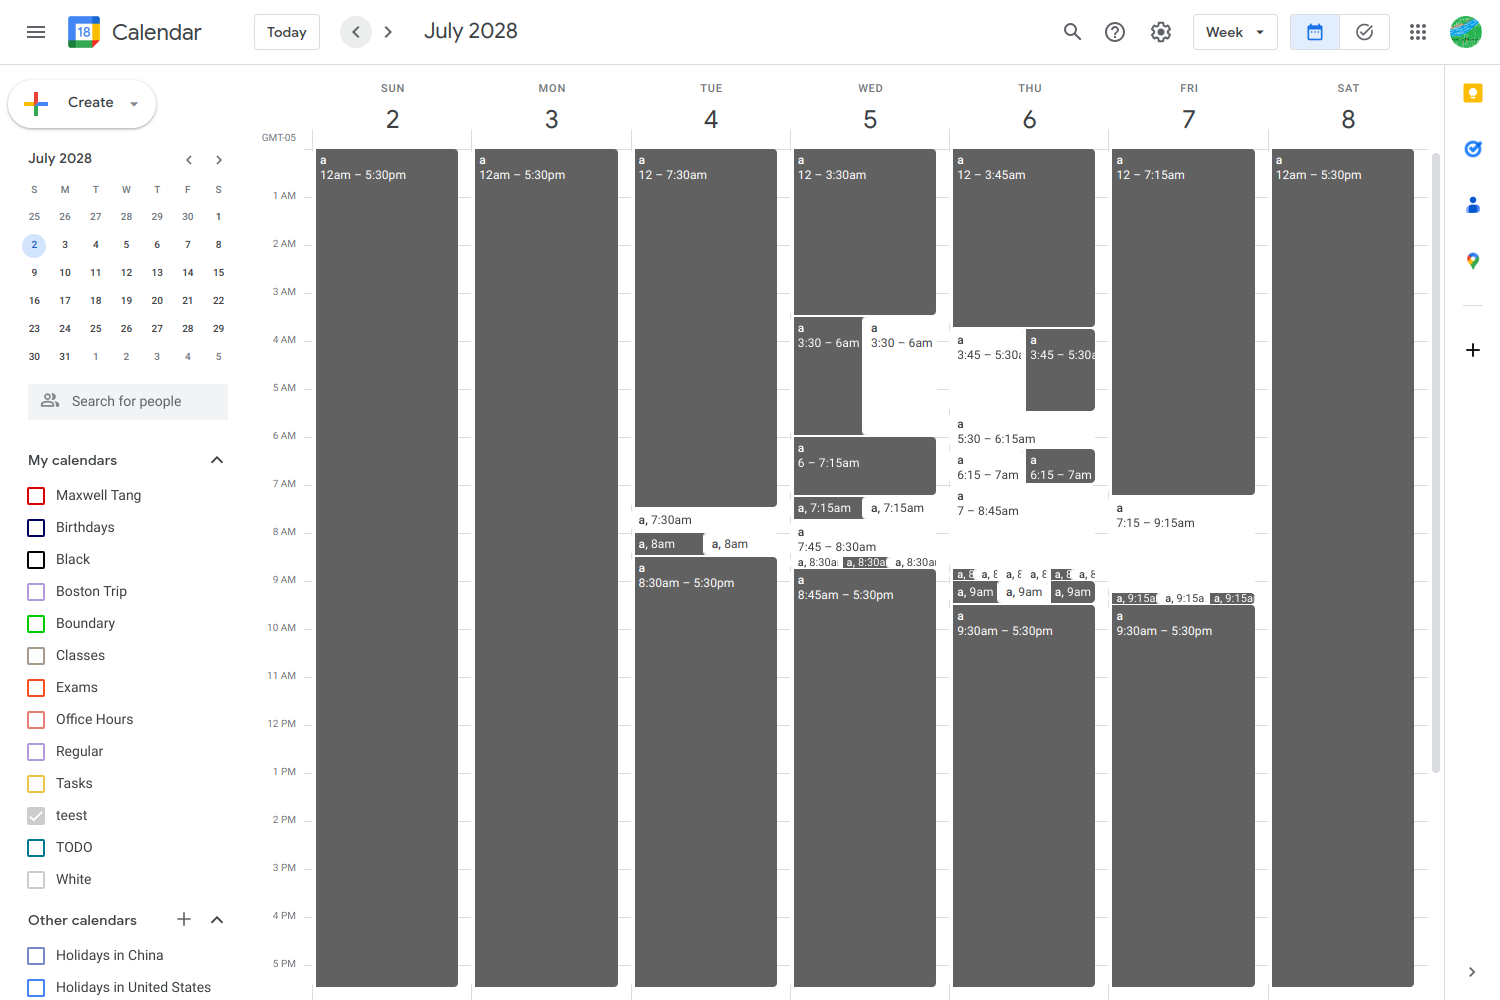 18 Calendar Today July 2028 Week
Create
July 2028
S M T W T F S
25 26 27 28 29 30 1
2 3 4 5 6 7 8
9 10 11 12 13 14 15
16 17 18 19 20 21 22
23 24 25 26 27 28 29
30 31 1 2 3 4 5
Search for people
My calendars
Maxwell Tang
Birthdays
Black
Boston Trip
Boundary
Classes
Exams
Office Hours
Regular
Tasks
teest
TODO
White
Other calendars
Holidays in China
Holidays in United States
SUN MON TUE WED THU FRI SAT
2 3 4 5 6 7 8
GMT-05
1 AM
2 AM
3 AM
4 AM
5 AM
6 AM
7 AM
8 AM
9 AM
10 AM
11 AM
12 PM
1 PM
2 PM
3 PM
4 PM
5 PM
a
12am – 5:30pm
a
12am – 5:30pm
a
12 – 7:30am
a, 7:30am
a, 8am
a, 8am
a
8:30am – 5:30pm
a
12 – 3:30am
a
3:30 – 6am
a
3:30 – 6am
a
6 – 7:15am
a, 7:15am
a, 7:15am
a
7:45 – 8:30am
a, 8:30a
a, 8:30a
a, 8:30a
a
8:45am – 5:30pm
a
12 – 3:45am
a
3:45 – 5:30a
a
3:45 – 5:30a
a
5:30 – 6:15am
a
6:15 – 7am
a
6:15 – 7am
a
7 – 8:45am
a, 8
a, 8
a, 8
a, 8
a, 8
a, 8
a, 9am
a, 9am
a, 9am
a
9:30am – 5:30pm
a
12 – 7:15am
a
7:15 – 9:15am
a, 9:15a
a, 9:15a
a, 9:15a
a
9:30am – 5:30pm
a
12am – 5:30pm